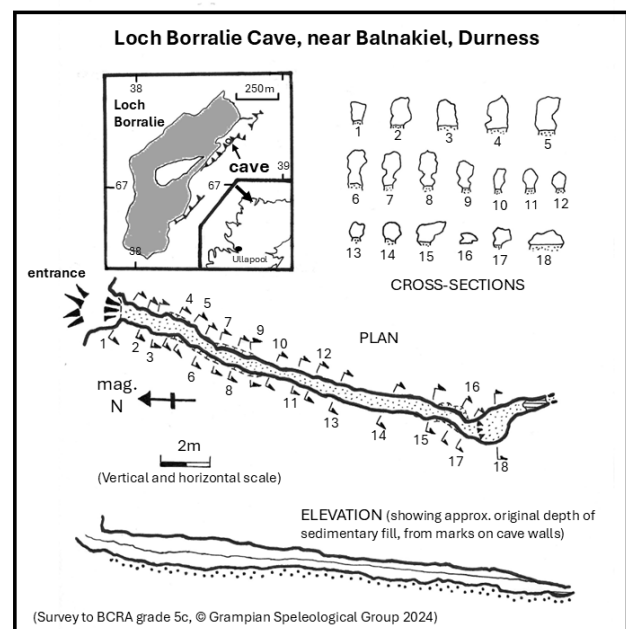 Loch Borralie Cave, near Balnakiel, Durness
38
250m
Loch
Borralie
cave
39
67
67
38
Ullapool
1 2 3 4 5
6 7 8 9 10 11 12
13 14 15 16 17 18
CROSS-SECTIONS
entrance
PLAN
4 5
7
9
10
12
16
1 2 3
6
8
11
13
14
15
17
18
mag.
N
2m
(Vertical and horizontal scale)
ELEVATION (showing approx. original depth of
sedimentary fill, from marks on cave walls)
(Survey to BCRA grade 5c, © Grampian Speleological Group 2024)